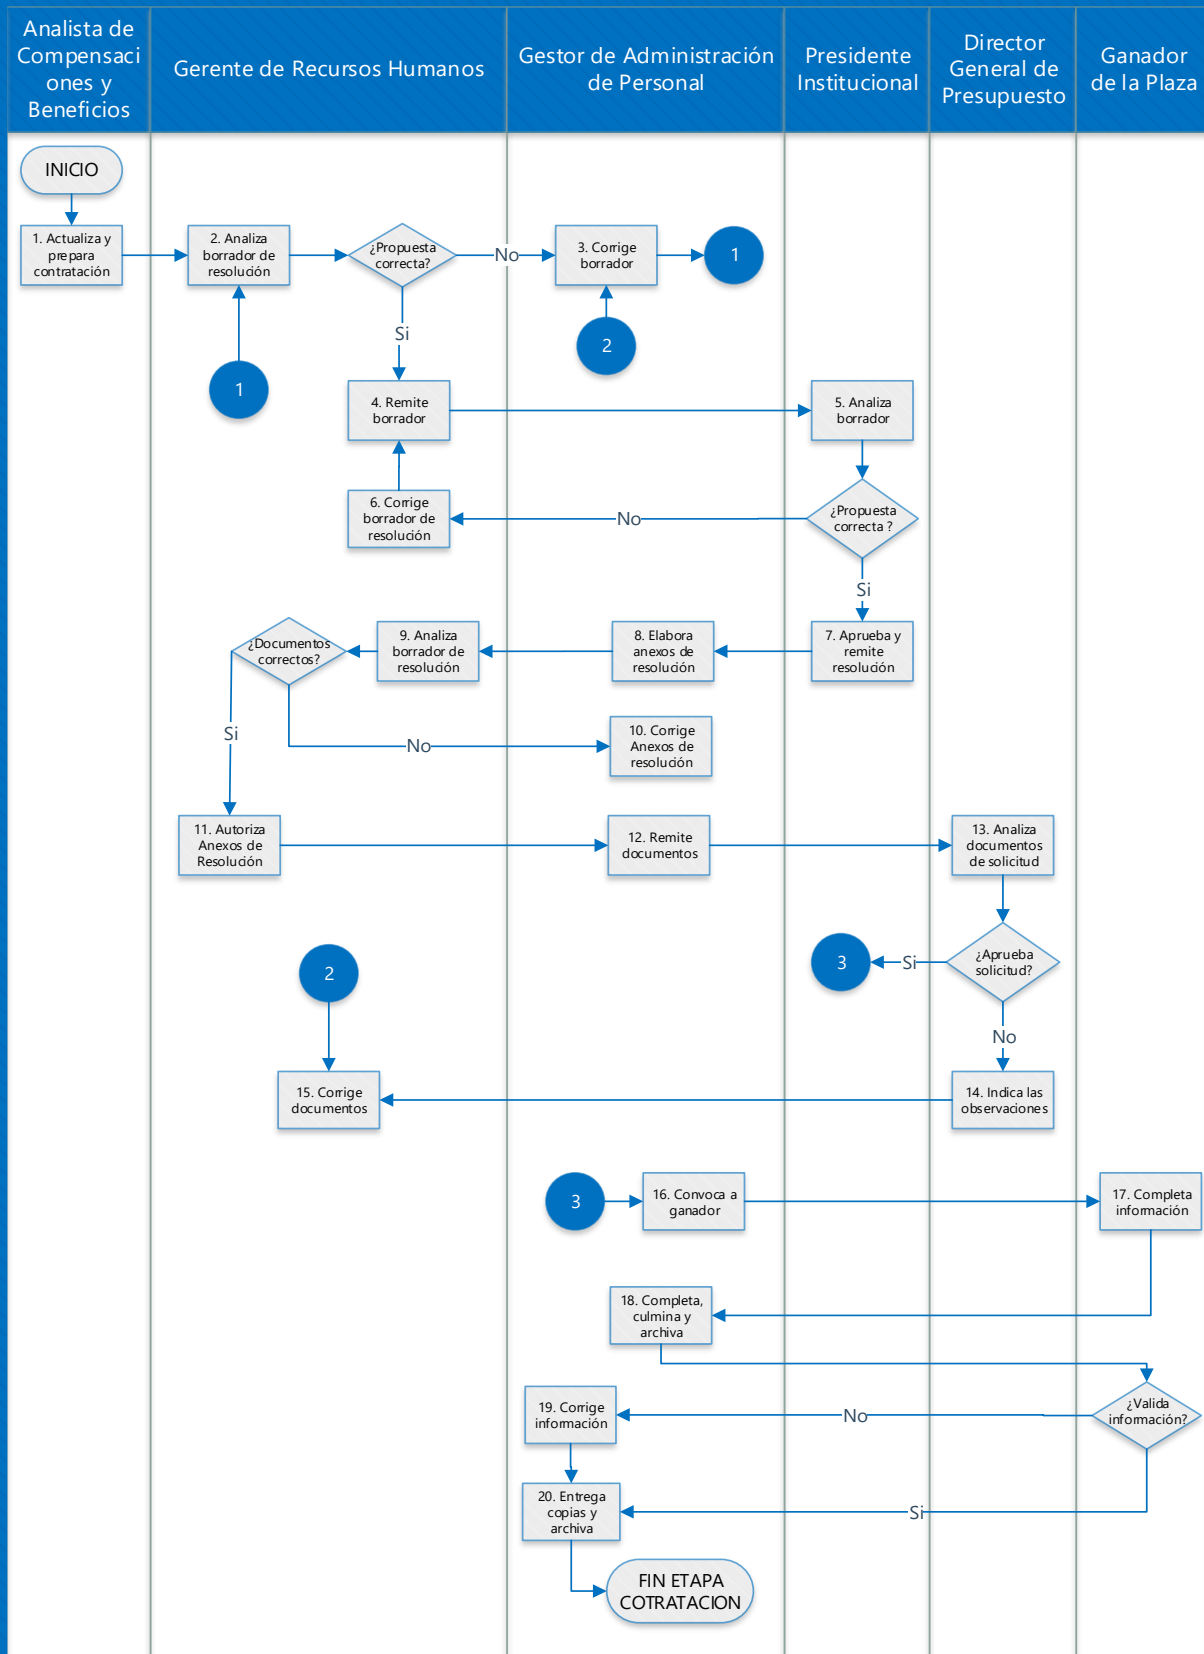 Analista de
Compensaci
ones y
Beneficios
Gerente de Recursos Humanos
Gestor de Administración
de Personal
Presidente
Institucional
Director
General de
Presupuesto
Ganador
de la Plaza
INICIO
1. Actualiza y
prepara
contratación
2. Analiza
borrador de
resolución
¿Propuesta
correcta?
No
3. Corrige
borrador
1
Si
2
1
4. Remite
borrador
5. Analiza
borrador
6. Corrige
borrador de
resolución
No
¿Propuesta
correcta ?
Si
¿Documentos
correctos?
9. Analiza
borrador de
resolución
8. Elabora
anexos de
resolución
7. Aprueba y
remite
resolución
Si
No
10. Corrige
Anexos de
resolución
11. Autoriza
Anexos de
Resolución
12. Remite
documentos
13. Analiza
documentos
de solicitud
2
3
Si
¿Aprueba
solicitud?
No
15. Corrige
documentos
14. Indica las
observaciones
3
16. Convoca a
ganador
17. Completa
información
18. Completa,
culmina y
archiva
19. Corrige
información
No
¿Valida
información?
20. Entrega
copias y
archiva
Si
FIN ETAPA
COTRATACION